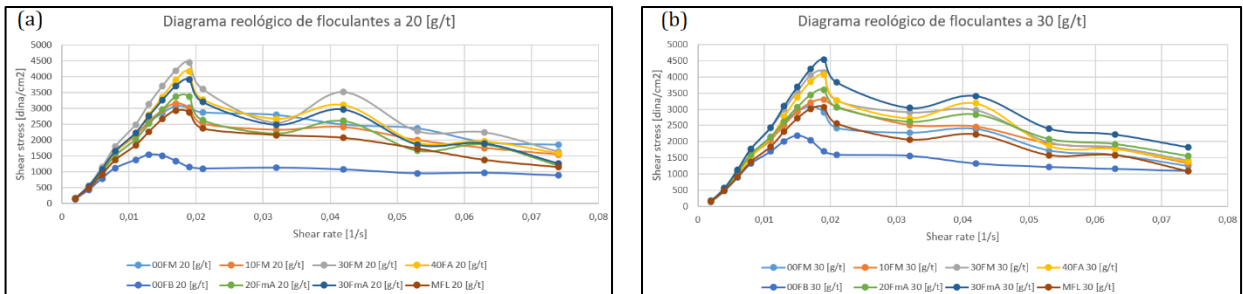 (a)
Diagrama reológico de floculantes a 20 [g/t]
Shear stress [dina/cm2]
5000
4500
4000
3500
3000
2500
2000
1500
1000
500
0
0 0,01 0,02 0,03 0,04 0,05 0,06 0,07 0,08
Shear rate [1/s]
00FM 20 [g/t] 10FM 20 [g/t] 30FM 20 [g/t] 40FA 20 [g/t]
00FB 20 [g/t] 20FmA 20 [g/t] 30FmA 20 [g/t] MFL 20 [g/t]
(b)
Diagrama reológico de floculantes a 30 [g/t]
Shear stress [dina/cm2]
5000
4500
4000
3500
3000
2500
2000
1500
1000
500
0
0 0,01 0,02 0,03 0,04 0,05 0,06 0,07 0,08
Shear rate [1/s]
00FM 30 [g/t] 10FM 30 [g/t] 30FM 30 [g/t] 40FA 30 [g/t]
00FB 30 [g/t] 20FmA 30 [g/t] 30FmA 30 [g/t] MFL 30 [g/t]